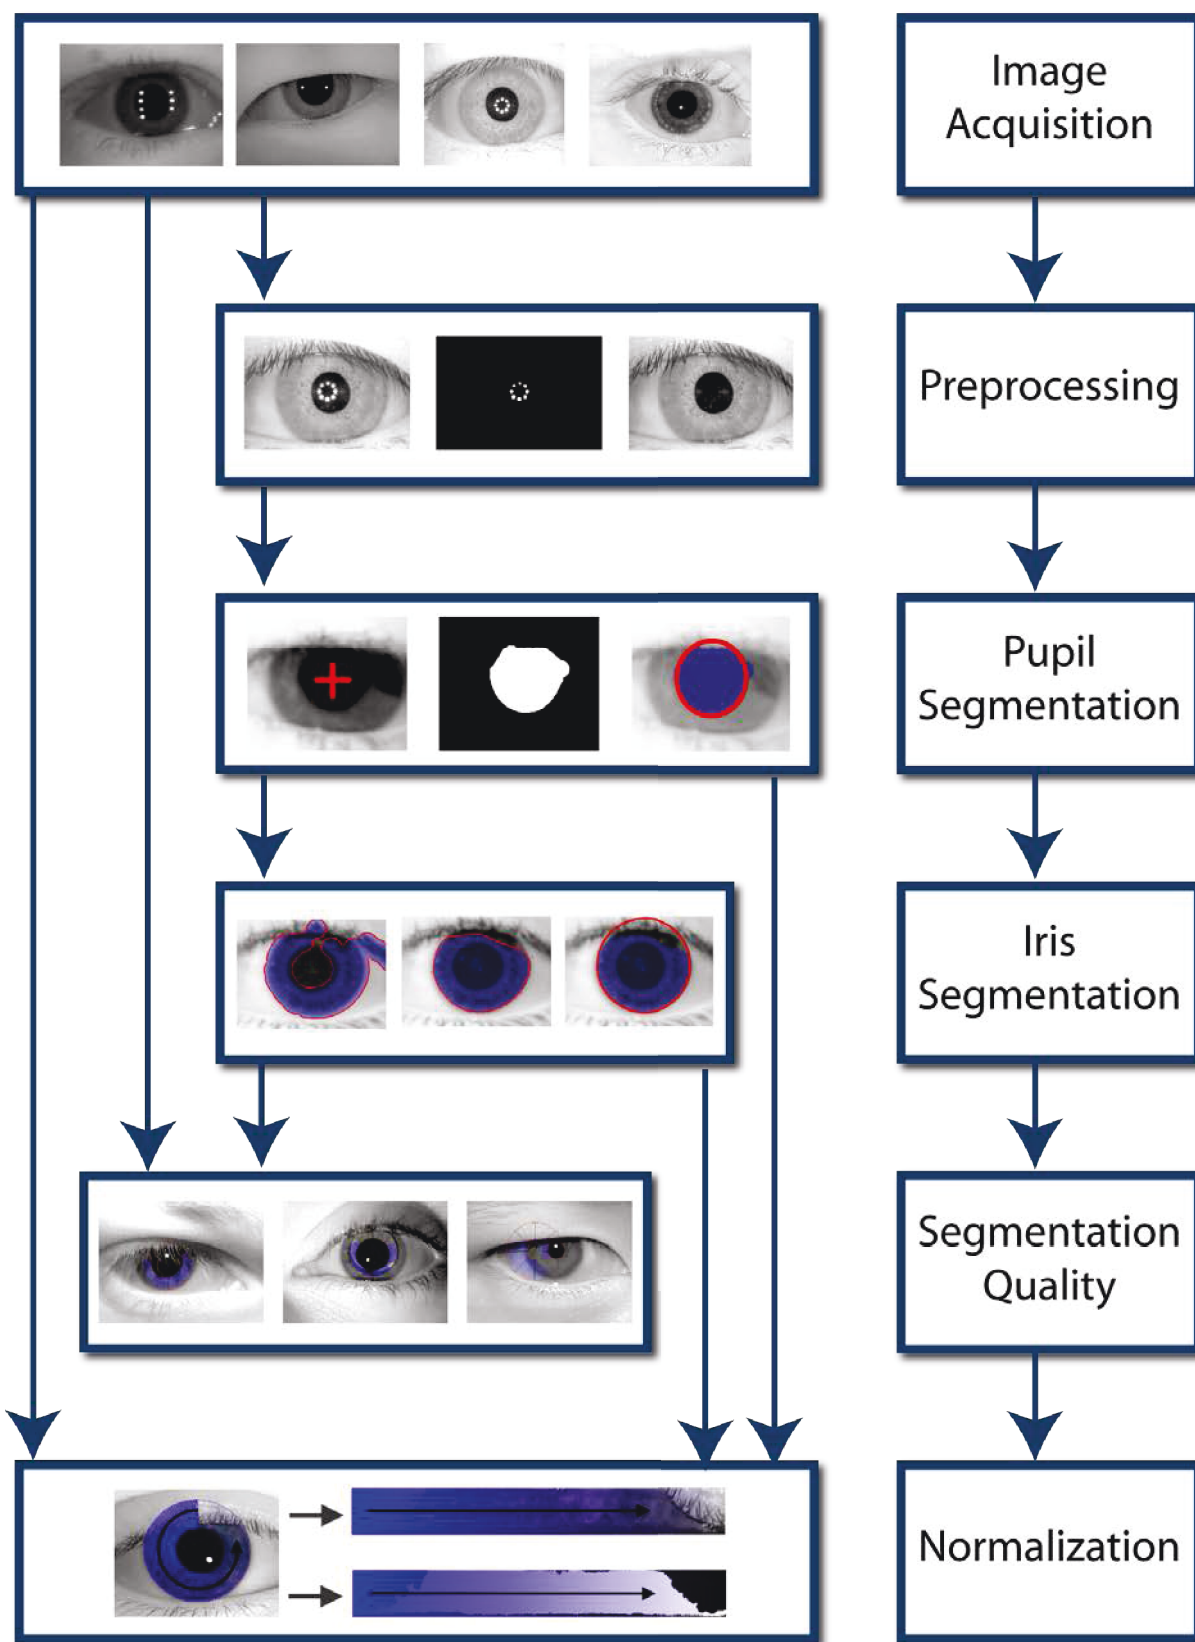 Image
Acquisition
Preprocessing
Pupil
Segmentation
Iris
Segmentation
Segmentation
Quality
Normalization